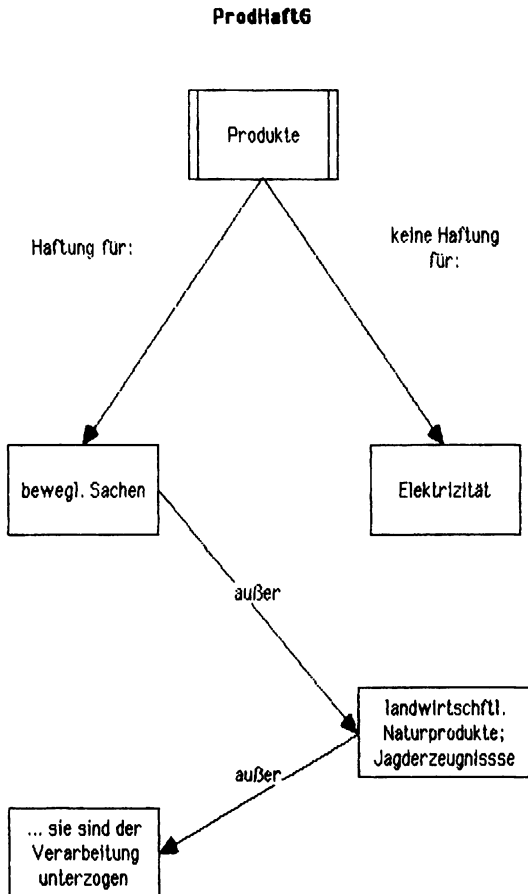 ProdHaftG
Produkte
Haftung für:
keine Haftung
für:
bewegl. Sachen
Elektrizität
außer
landwirtschftl.
Naturprodukte;
Jagderzeugnissse
außer
... sie sind der
Verarbeitung
unterzogen